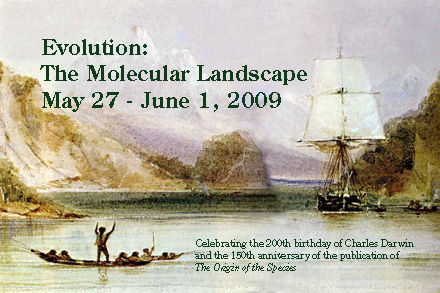 Evolution:
The Molecular Landscape
May 27 - June 1, 2009
Celebrating the 200th birthday of Charles Darwin
and the 150th anniversary of the publication of
The Origin of the Species